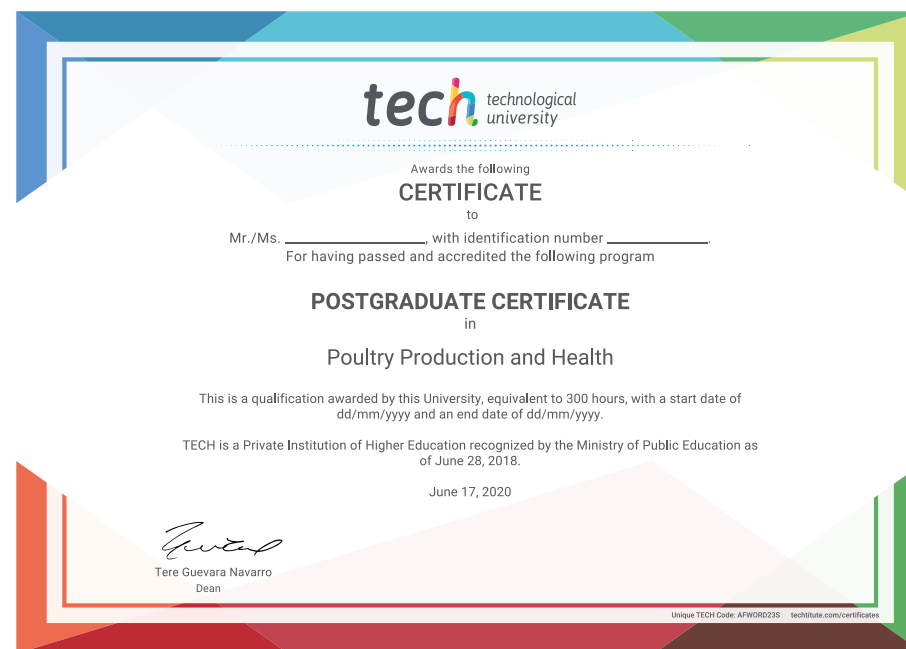 tech technological
university
Awards the following
CERTIFICATE
to
Mr./Ms. ____________________, with identification number ______________.
For having passed and accredited the following program
POSTGRADUATE CERTIFICATE
in
Poultry Production and Health
This is a qualification awarded by this University, equivalent to 300 hours, with a start date of
dd/mm/yyyy and an end date of dd/mm/yyyy.
TECH is a Private Institution of Higher Education recognized by the Ministry of Public Education as
of June 28, 2018.
June 17, 2020
Tere Guevara Navarro
Dean
Unique TECH Code: AFWORD23S techtitute.com/certificates